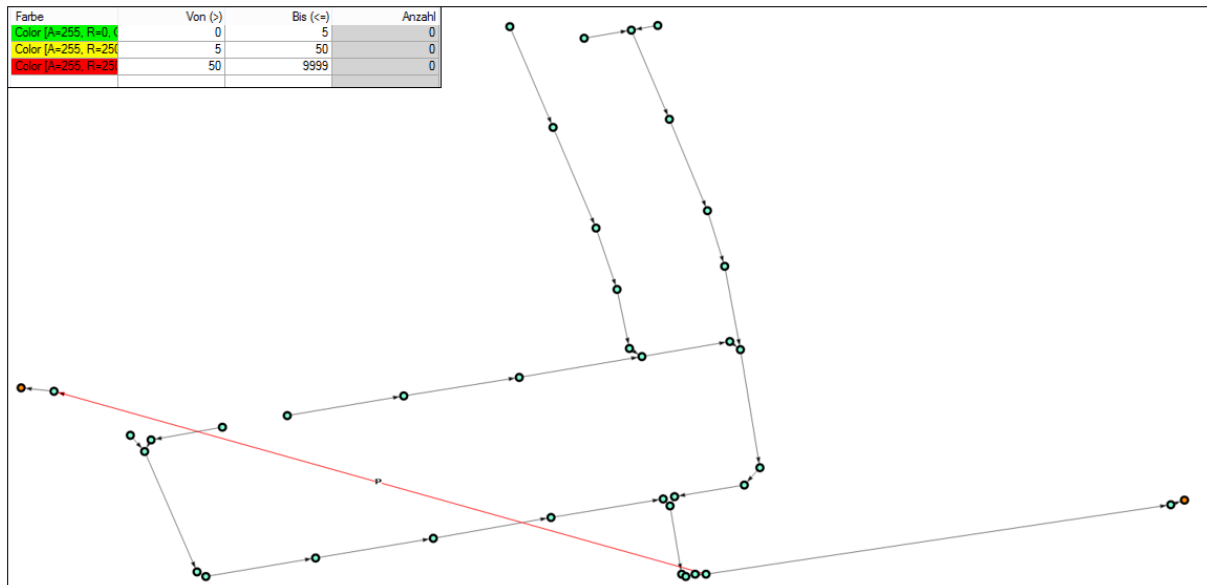 Farbe Von (>) Bis (<=) Anzahl
Color [A=255, R=0, 0 5 0
Color [A=255, R=250 5 50 0
Color [A=255, R=25 50 9999 0
P